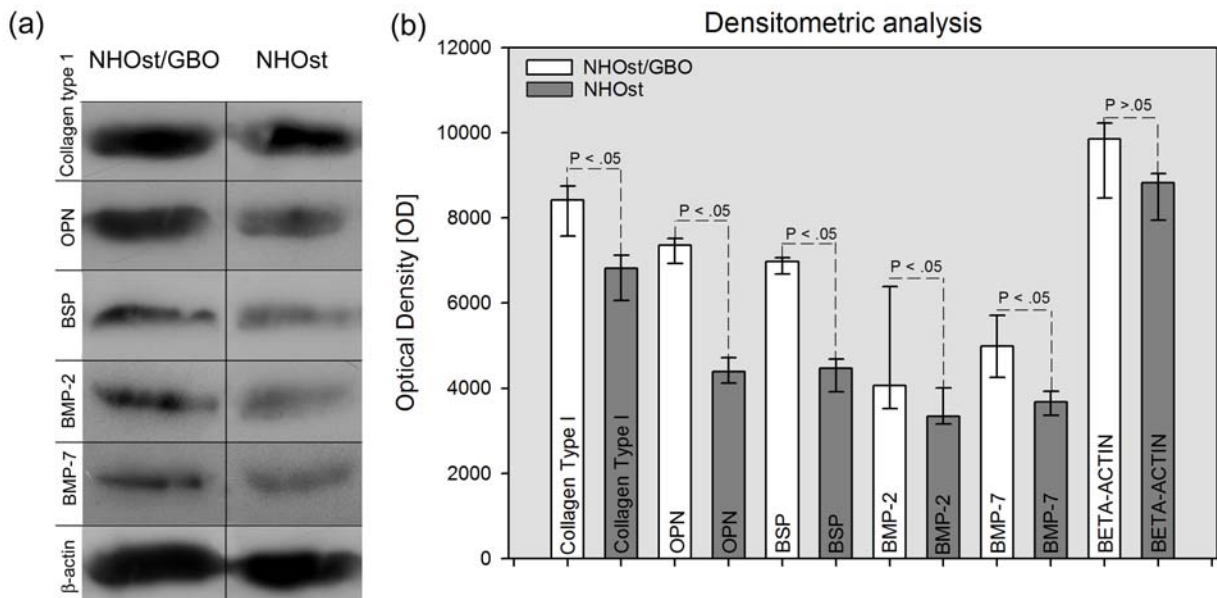 (a)
NHOst/GBO NHOst
Collagen type 1
OPN
BSP
BMP-2
BMP-7
β-actin
(b)
Densitometric analysis
NHOst/GBO
NHOst
Optical Density [OD]
12000
10000
8000
6000
4000
2000
0
P < .05
P < .05
P < .05
P < .05
P < .05
P >.05
Collagen Type I
Collagen Type I
OPN
OPN
BSP
BSP
BMP-2
BMP-2
BMP-7
BMP-7
BETA-ACTIN
BETA-ACTIN